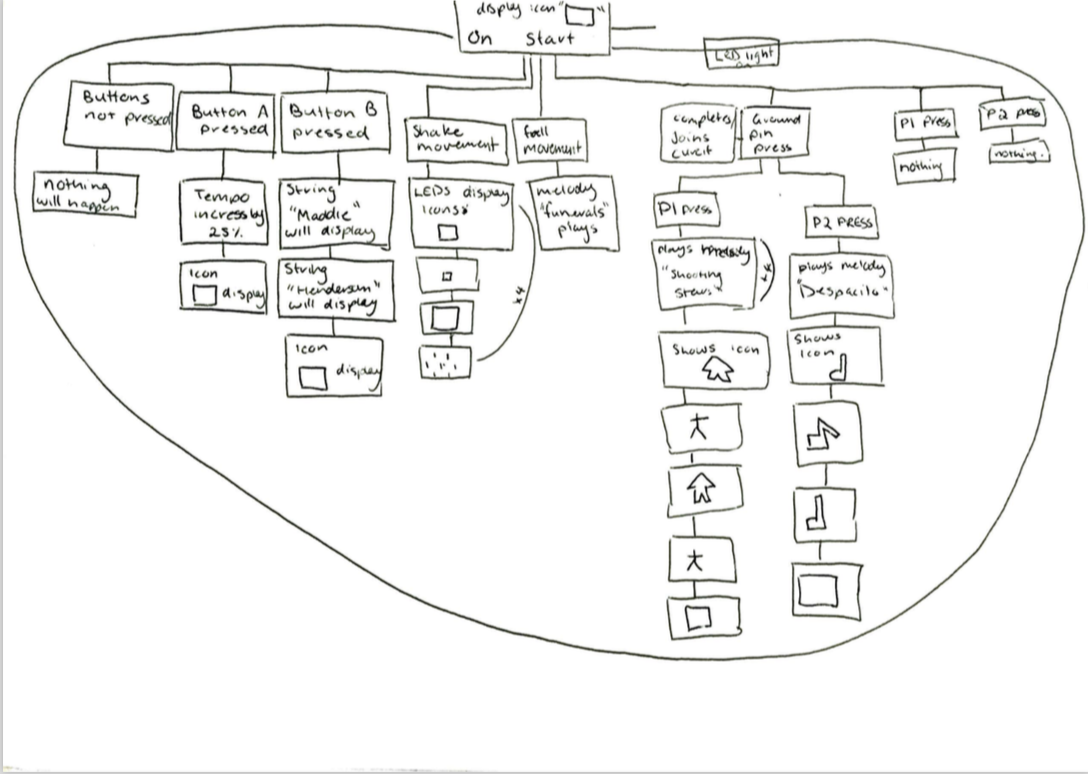 display icon " "
On Start
LED light
on
Buttons
not pressed
nothing
will happen
Button A
pressed
Tempo
incress by
25%
Icon
display
Button B
pressed
String
"Maddie"
will display
String
"Henderson"
will display
Icon
display
Shake
movement
LEDS display
icons
x4
fall
movement
melody
"funerals"
plays
completes/
Joins
curcit
Ground
pin
press
P1 press
plays melody
"Shooting
Stars"
x4
Shows icon
P2 PRESS
plays melody
"Despacito"
Shows
Icon
P1 press
nothing
P2 press
nothing.